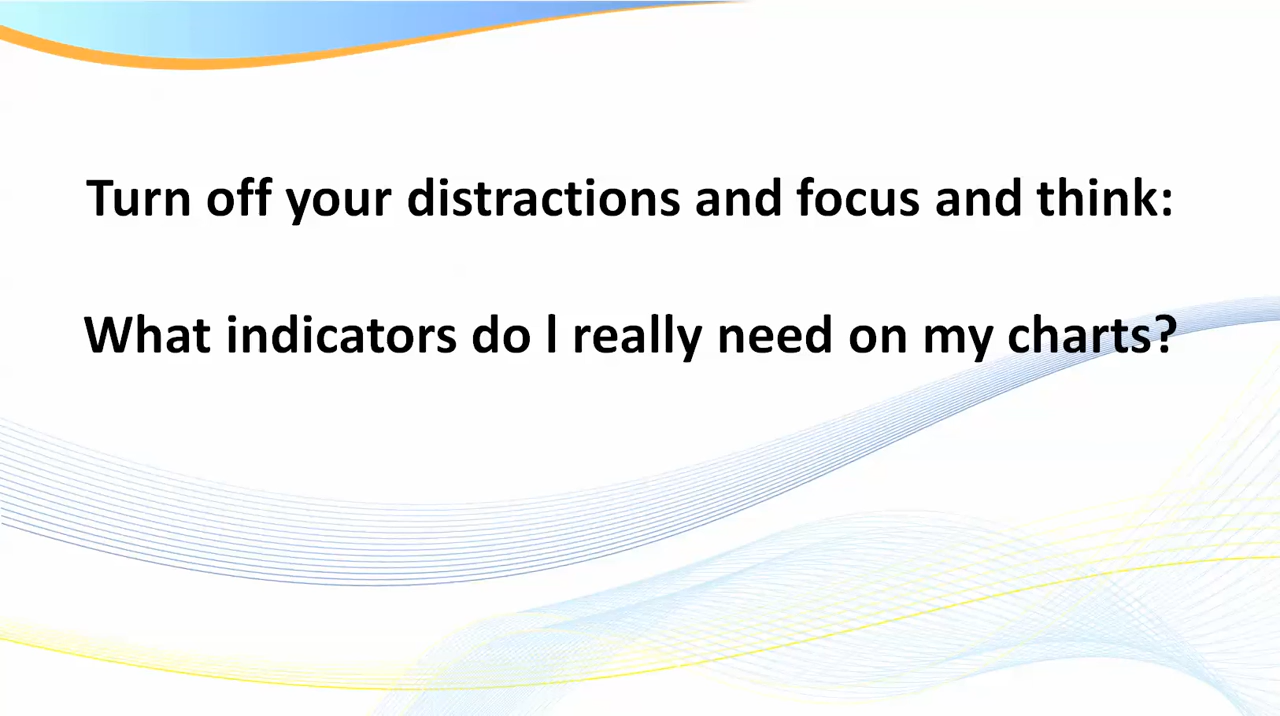 Turn off your distractions and focus and think:
What indicators do I really need on my charts?